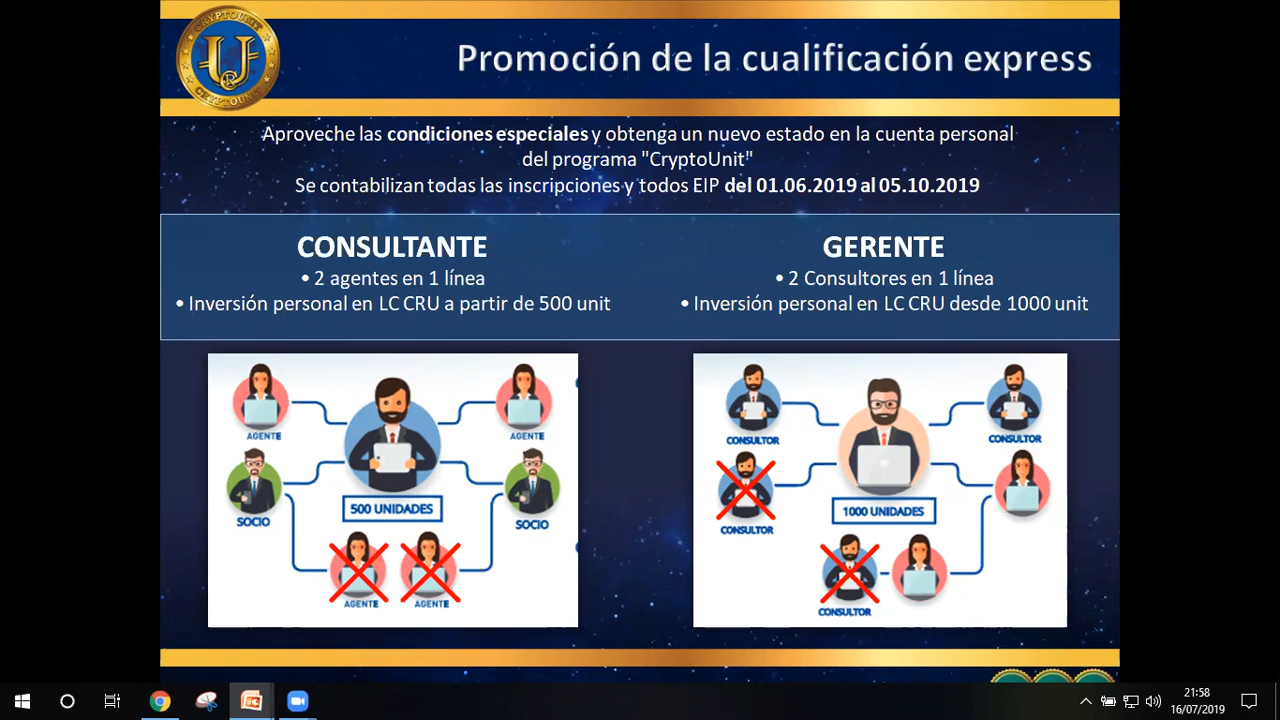 CRYPTOUNIT
CRYPTOUNIT
Promoción de la cualificación express
Aproveche las condiciones especiales y obtenga un nuevo estado en la cuenta personal
del programa "CryptoUnit"
Se contabilizan todas las inscripciones y todos EIP del 01.06.2019 al 05.10.2019
CONSULTANTE
• 2 agentes en 1 línea
• Inversión personal en LC CRU a partir de 500 unit
GERENTE
• 2 Consultores en 1 línea
• Inversión personal en LC CRU desde 1000 unit
AGENTE
AGENTE
SOCIO
500 UNIDADES
SOCIO
AGENTE
AGENTE
CONSULTOR
CONSULTOR
CONSULTOR
1000 UNIDADES
CONSULTOR
21:58
16/07/2019